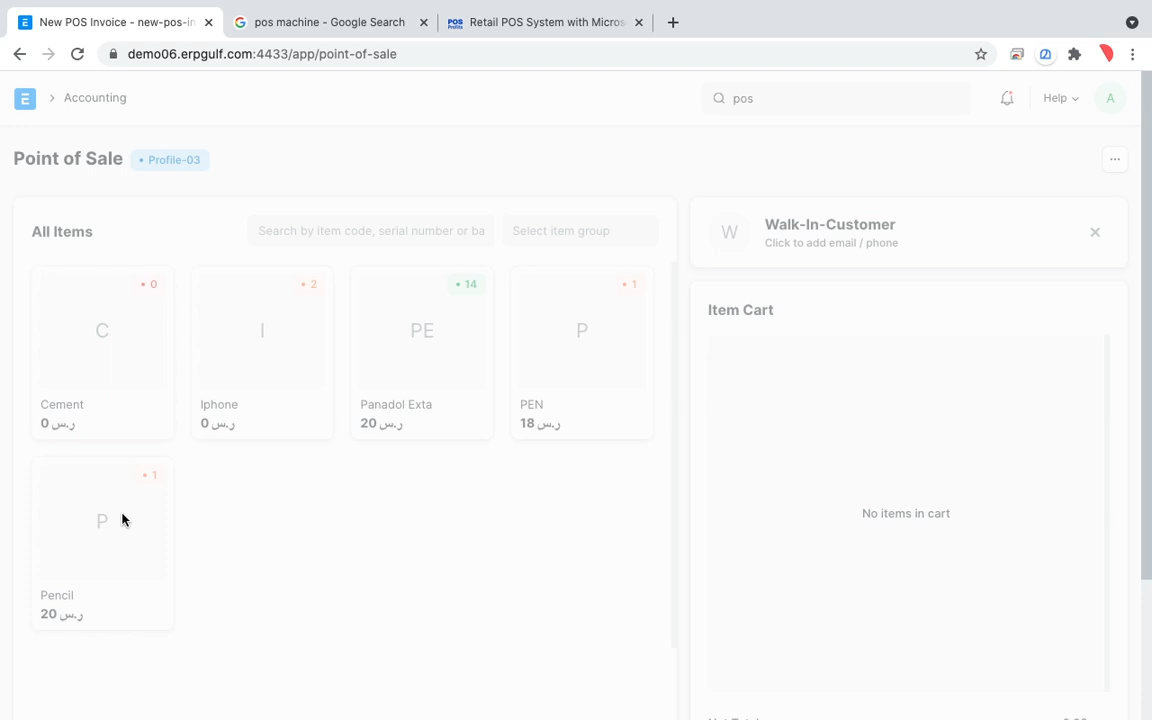 New POS Invoice - new-pos-in
pos machine - Google Search
POS
Retail POS System with Micros
demo06.erpgulf.com:4433/app/point-of-sale
E
Accounting
pos
Help
A
Point of Sale
• Profile-03
...
All Items
Search by item code, serial number or ba
Select item group
W
Walk-In-Customer
Click to add email / phone
• 0
C
Cement
0 ر.س
• 2
I
Iphone
0 ر.س
• 14
PE
Panadol Exta
20 ر.س
• 1
P
PEN
18 ر.س
• 1
P
Pencil
20 ر.س
Item Cart
No items in cart